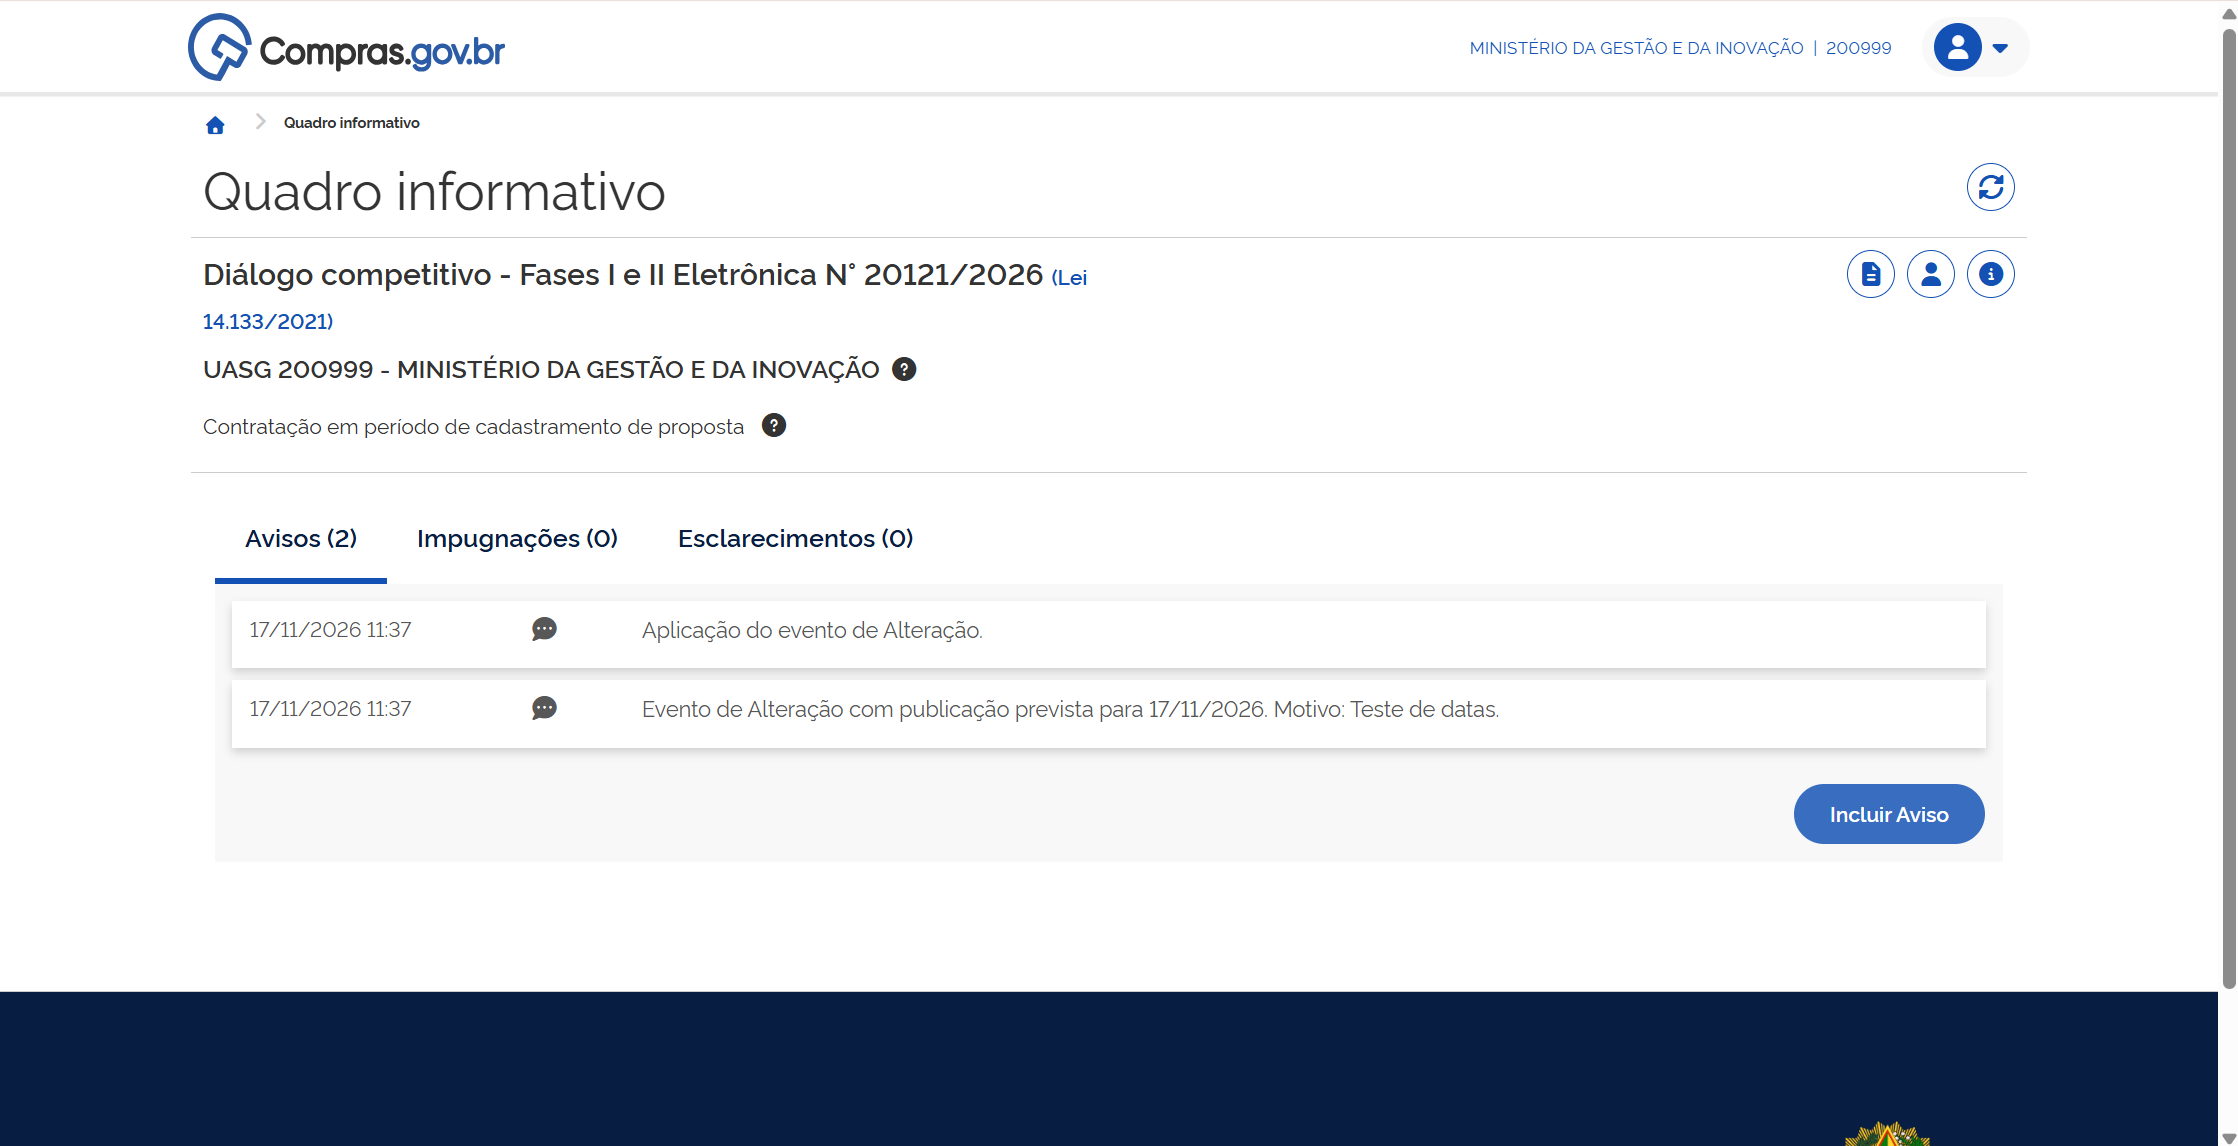 Compras.gov.br
MINISTÉRIO DA GESTÃO E DA INOVAÇÃO | 200999
Quadro informativo
Quadro informativo
Diálogo competitivo - Fases I e II Eletrônica N° 20121/2026 (Lei
14.133/2021)
UASG 200999 - MINISTÉRIO DA GESTÃO E DA INOVAÇÃO
Contratação em período de cadastramento de proposta
Avisos (2) Impugnações (0) Esclarecimentos (0)
17/11/2026 11:37 Aplicação do evento de Alteração.
17/11/2026 11:37 Evento de Alteração com publicação prevista para 17/11/2026. Motivo: Teste de datas.
Incluir Aviso